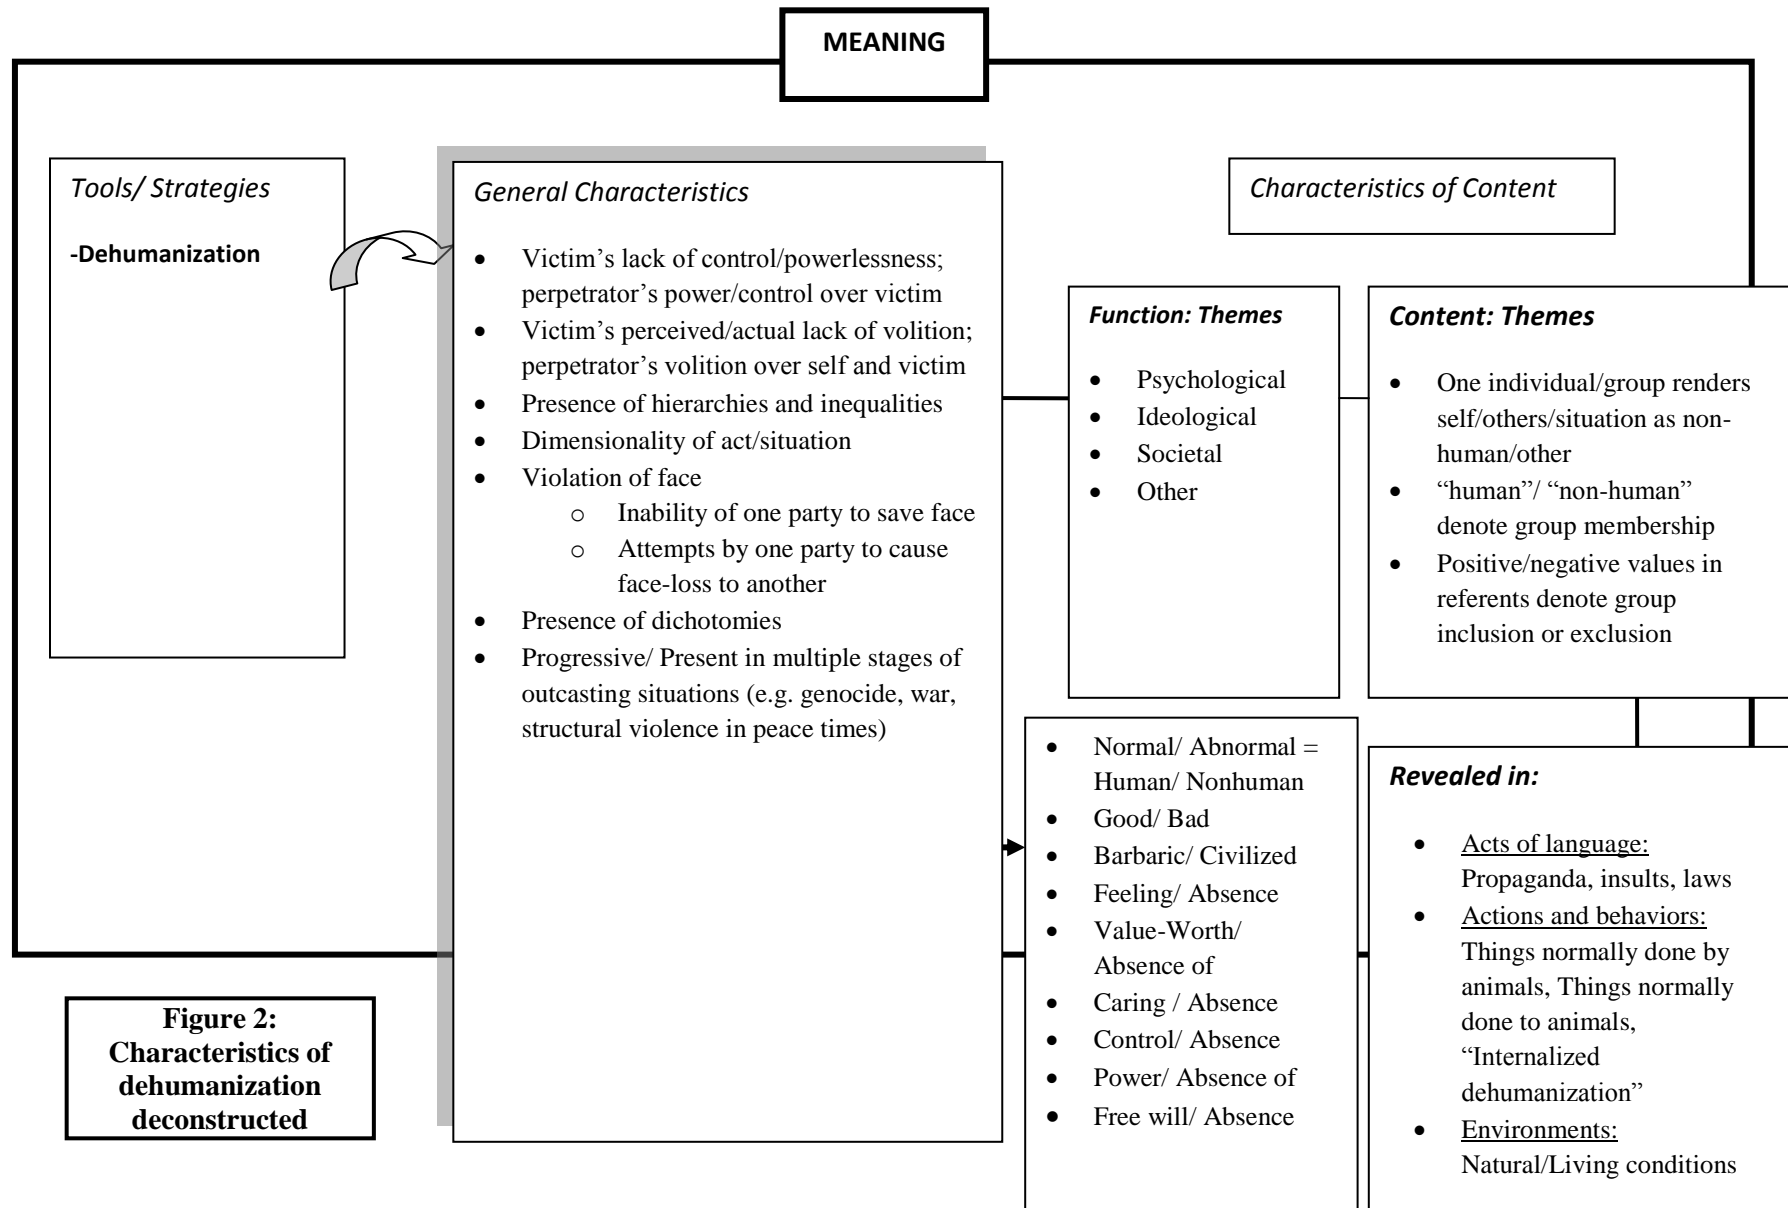 MEANING
Tools/ Strategies
-Dehumanization
General Characteristics
• Victim’s lack of control/powerlessness;
perpetrator’s power/control over victim
• Victim’s perceived/actual lack of volition;
perpetrator’s volition over self and victim
• Presence of hierarchies and inequalities
• Dimensionality of act/situation
• Violation of face
o Inability of one party to save face
o Attempts by one party to cause
face-loss to another
• Presence of dichotomies
• Progressive/ Present in multiple stages of
outcasting situations (e.g. genocide, war,
structural violence in peace times)
Characteristics of Content
Function: Themes
• Psychological
• Ideological
• Societal
• Other
Content: Themes
• One individual/group renders
self/others/situation as non-
human/other
• “human”/ “non-human”
denote group membership
• Positive/negative values in
referents denote group
inclusion or exclusion
• Normal/ Abnormal =
Human/ Nonhuman
• Good/ Bad
• Barbaric/ Civilized
• Feeling/ Absence
• Value-Worth/
Absence of
• Caring / Absence
• Control/ Absence
• Power/ Absence of
• Free will/ Absence
Revealed in:
• Acts of language:
Propaganda, insults, laws
• Actions and behaviors:
Things normally done by
animals, Things normally
done to animals,
“Internalized
dehumanization”
• Environments:
Natural/Living conditions
Figure 2:
Characteristics of
dehumanization
deconstructed